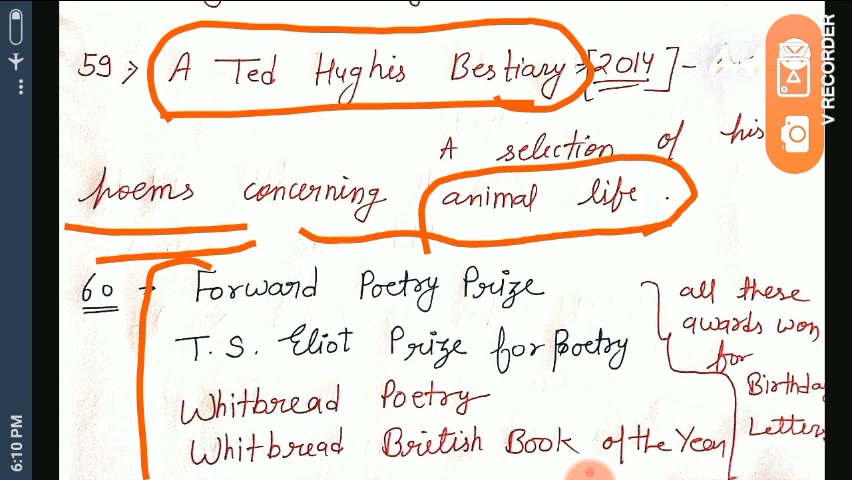 59 > A Ted Hughis Bestiary => [2014] -
A selection of his
poems concerning animal life.
60 → Forward Poetry Prize
T. S. Eliot Prize for Poetry
Whitbread Poetry
Whitbread British Book of the Year
all these
awards won
for
Birthday
Letters
V RECORDER
6:10 PM